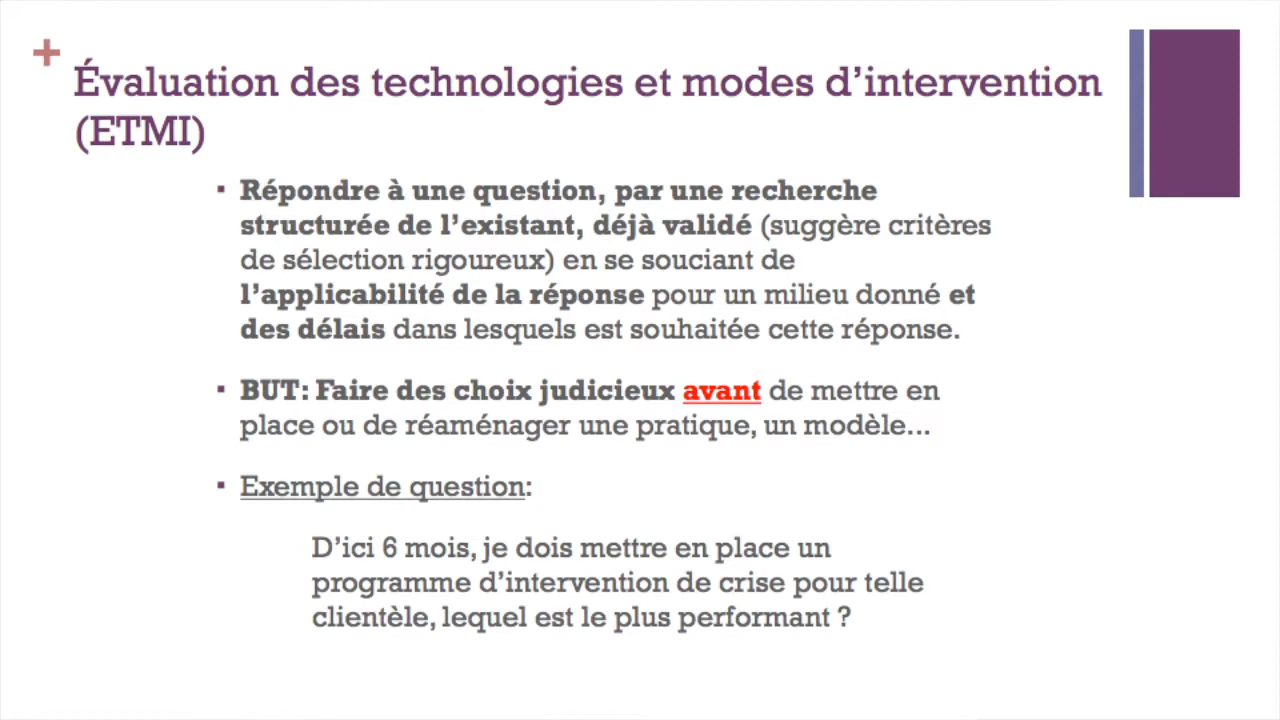 +
Évaluation des technologies et modes d’intervention
(ETMI)
▪ Répondre à une question, par une recherche
structurée de l’existant, déjà validé (suggère critères
de sélection rigoureux) en se souciant de
l’applicabilité de la réponse pour un milieu donné et
des délais dans lesquels est souhaitée cette réponse.
▪ BUT: Faire des choix judicieux avant de mettre en
place ou de réaménager une pratique, un modèle...
▪ Exemple de question:
D’ici 6 mois, je dois mettre en place un
programme d’intervention de crise pour telle
clientèle, lequel est le plus performant ?